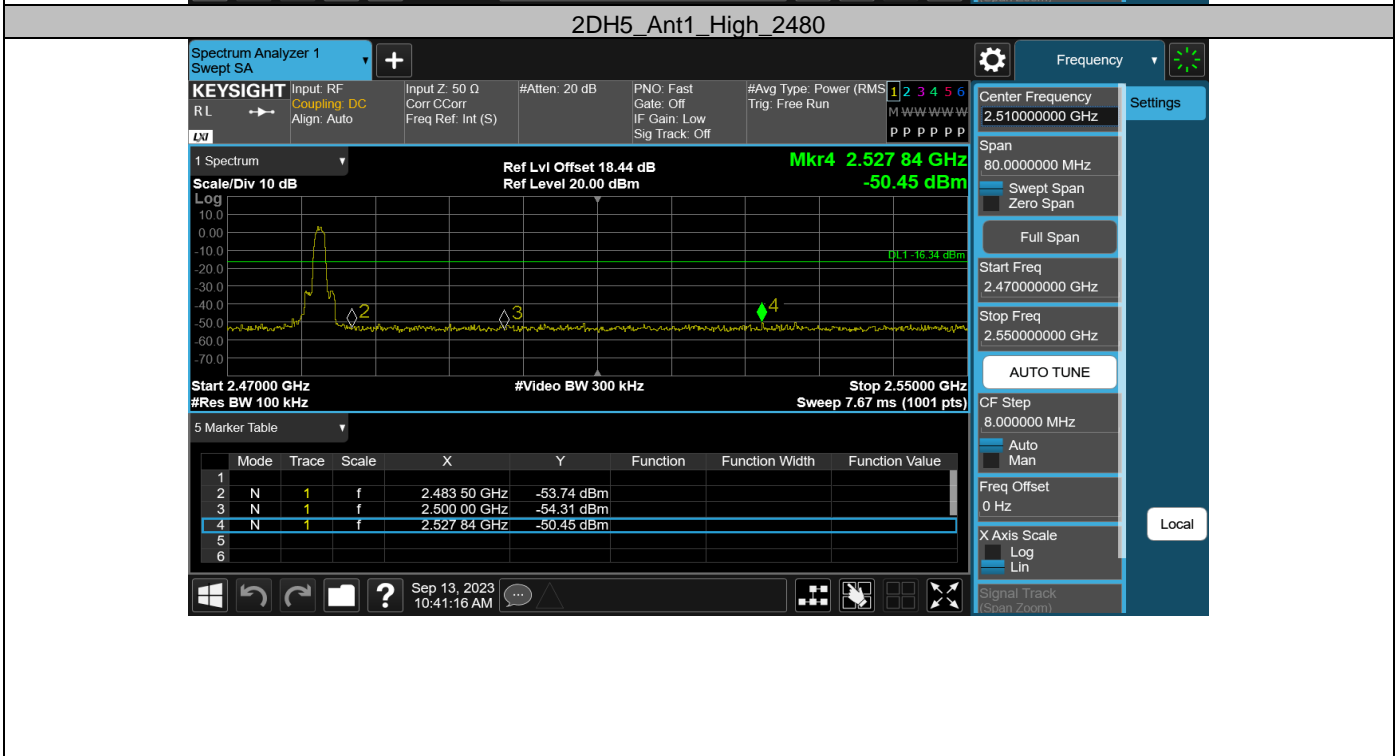 2DH5_Ant1_High_2480
Spectrum Analyzer 1
Swept SA
Frequency
KEYSIGHT
RL
LXI
Input: RF
Coupling: DC
Align: Auto
Input Z: 50 Ω
Corr CCorr
Freq Ref: Int (S)
#Atten: 20 dB
PNO: Fast
Gate: Off
IF Gain: Low
Sig Track: Off
#Avg Type: Power (RMS
Trig: Free Run
1 2 3 4 5 6
M W W W W W
P P P P P P
Center Frequency
2.510000000 GHz
Settings
1 Spectrum
Scale/Div 10 dB
Ref Lvl Offset 18.44 dB
Ref Level 20.00 dBm
Mkr4 2.527 84 GHz
-50.45 dBm
Span
80.0000000 MHz
Swept Span
Zero Span
Full Span
Start Freq
2.470000000 GHz
Stop Freq
2.550000000 GHz
AUTO TUNE
CF Step
8.000000 MHz
Auto
Man
Freq Offset
0 Hz
X Axis Scale
Log
Lin
Signal Track
(Span Zoom)
Local
Log
10.0
0.00
-10.0
-20.0
-30.0
-40.0
-50.0
-60.0
-70.0
DL1 -16.34 dBm
2
3
4
Start 2.47000 GHz
#Video BW 300 kHz
Stop 2.55000 GHz
#Res BW 100 kHz
Sweep 7.67 ms (1001 pts)
5 Marker Table
Mode Trace Scale X Y Function Function Width Function Value
1
2 N 1 f 2.483 50 GHz -53.74 dBm
3 N 1 f 2.500 00 GHz -54.31 dBm
4 N 1 f 2.527 84 GHz -50.45 dBm
5
6
Sep 13, 2023
10:41:16 AM